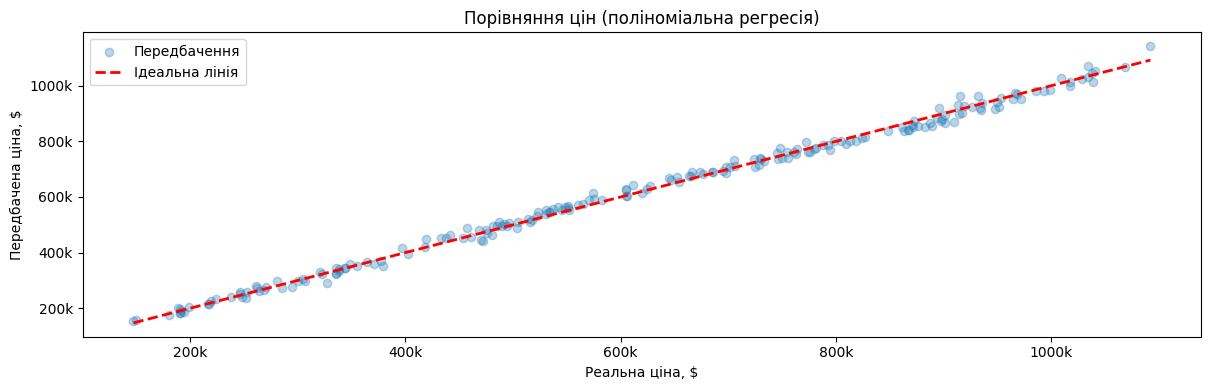 Порівняння цін (поліноміальна регресія)
Передбачення
Ідеальна лінія
Передбачена ціна, $
1000k
800k
600k
400k
200k
200k 400k 600k 800k 1000k
Реальна ціна, $